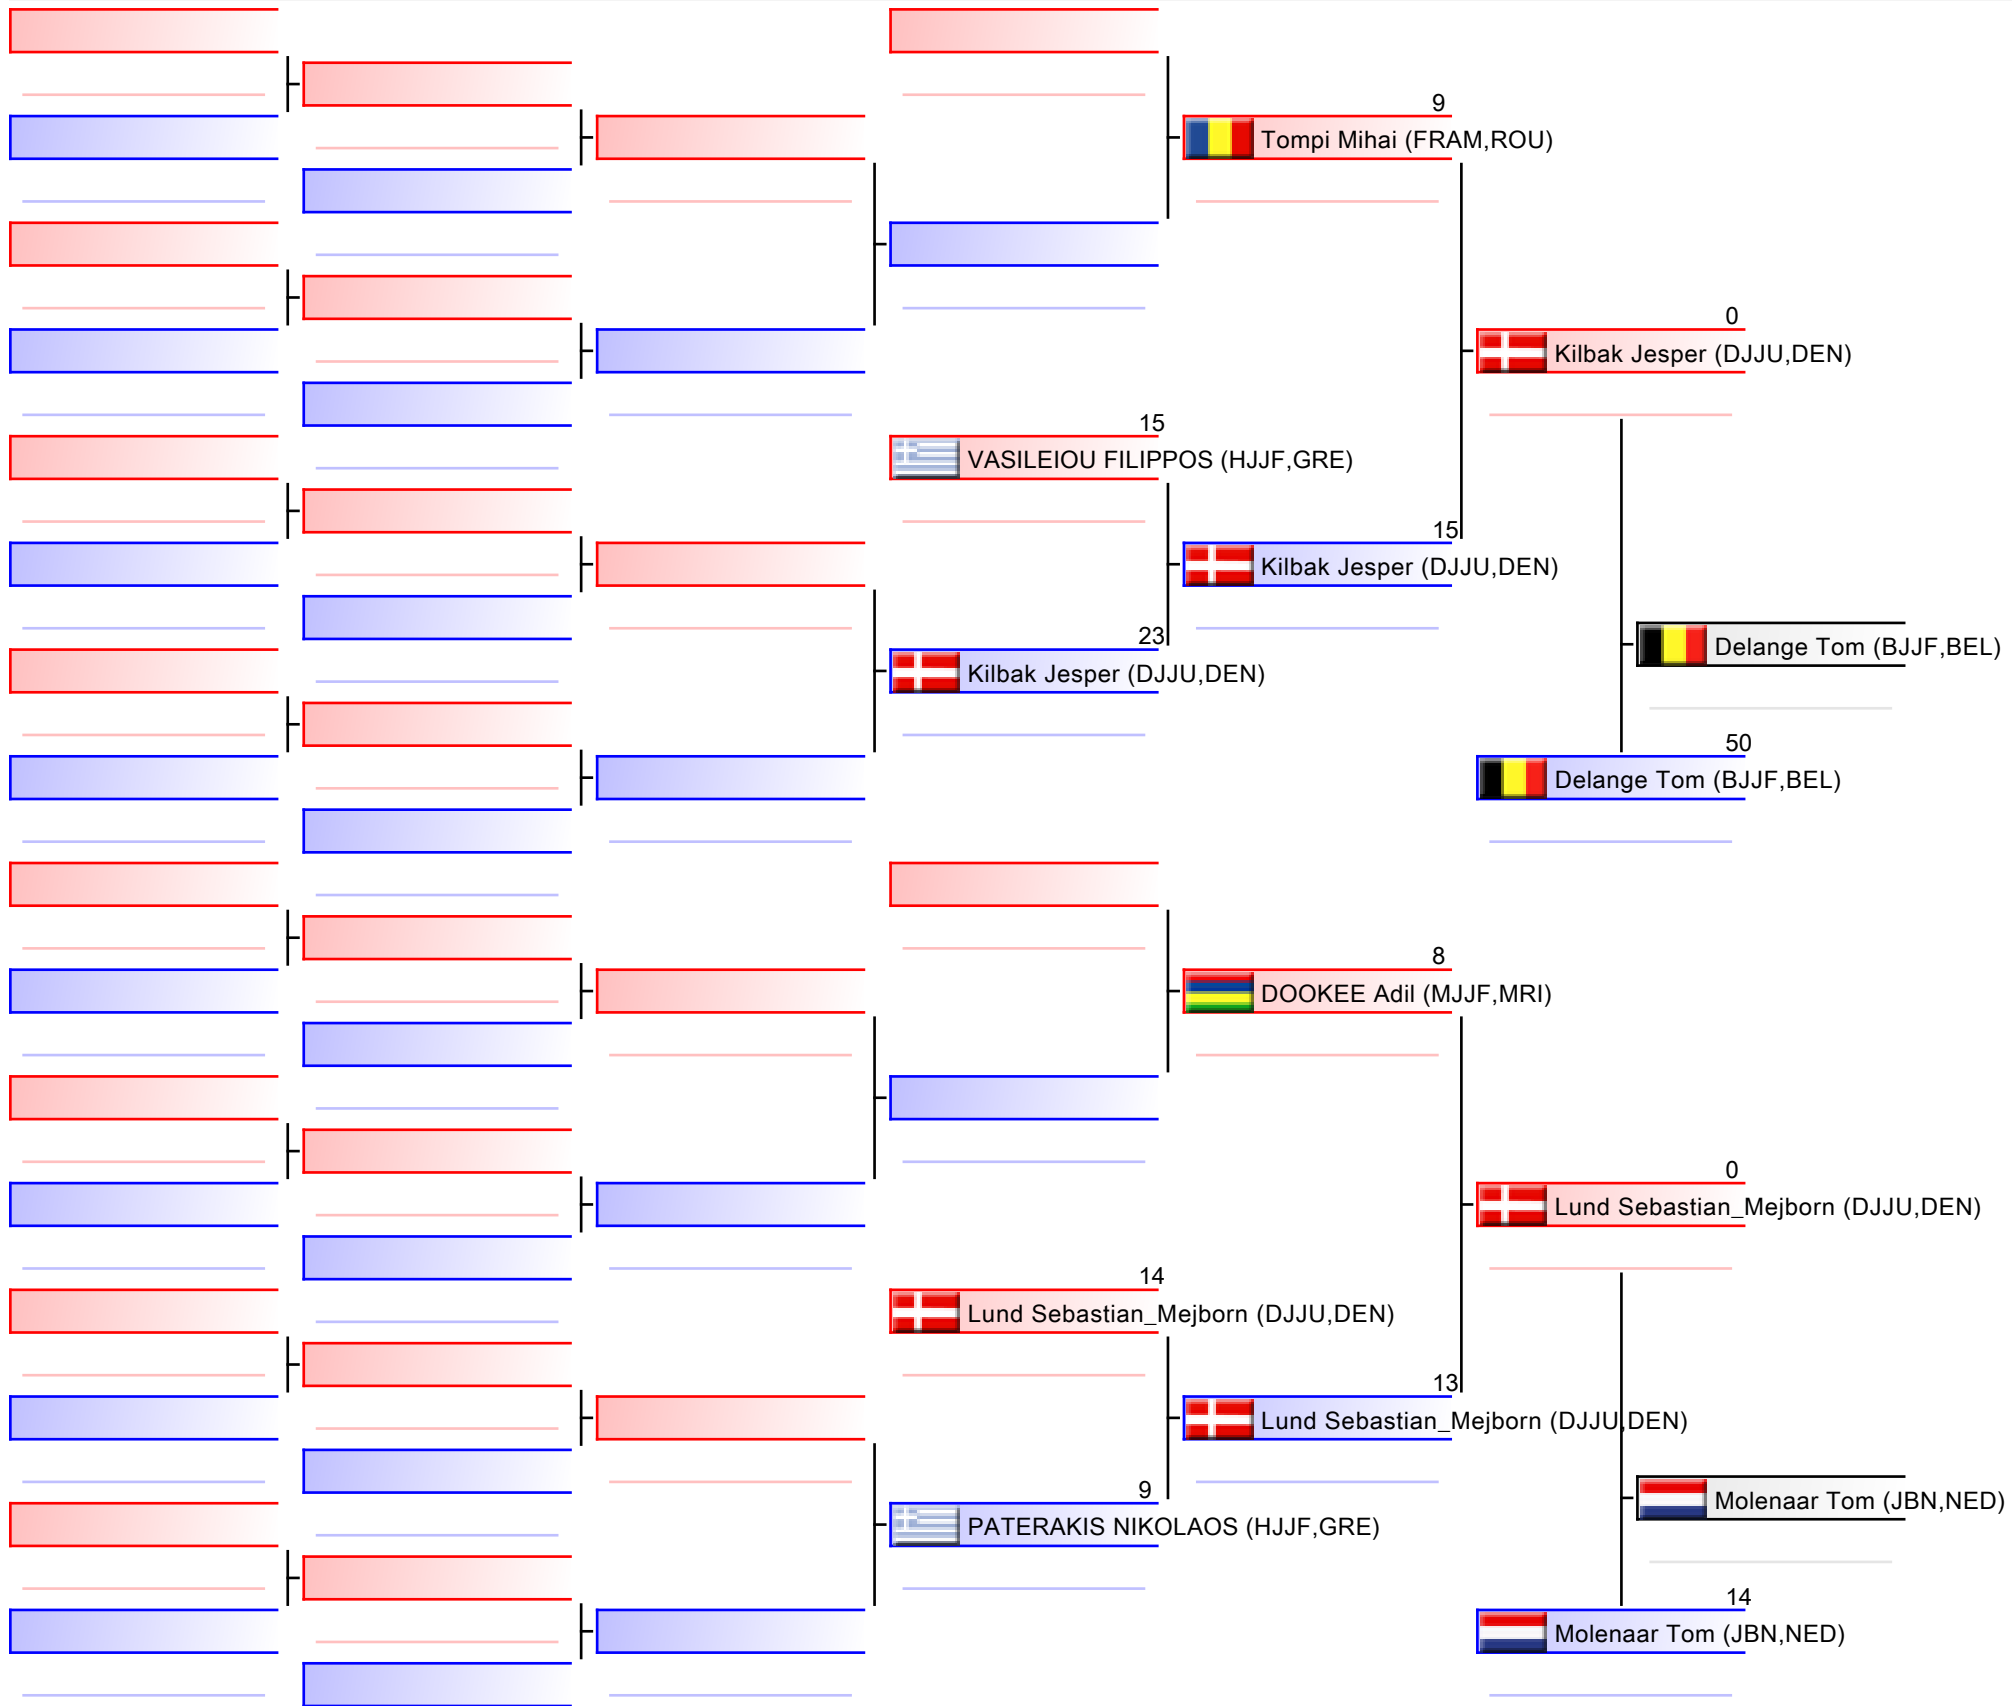 9
Tompi Mihai (FRAM,ROU)
0
Kilbak Jesper (DJJU,DEN)
15
VASILEIOU FILIPPOS (HJJF,GRE)
15
Kilbak Jesper (DJJU,DEN)
23
Kilbak Jesper (DJJU,DEN)
Delange Tom (BJJF,BEL)
50
Delange Tom (BJJF,BEL)
8
DOOKEE Adil (MJJF,MRI)
0
Lund Sebastian_Mejborn (DJJU,DEN)
14
Lund Sebastian_Mejborn (DJJU,DEN)
13
Lund Sebastian_Mejborn (DJJU,DEN)
9
PATERAKIS NIKOLAOS (HJJF,GRE)
Molenaar Tom (JBN,NED)
14
Molenaar Tom (JBN,NED)